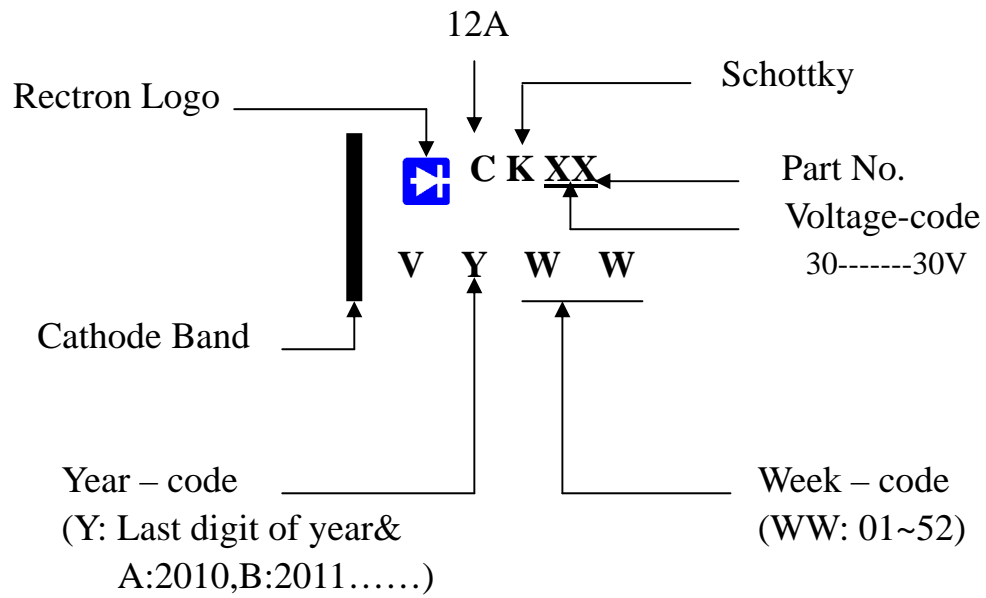 12A
Schottky
Rectron Logo
C K XX
Part No.
Voltage-code
30-------30V
V Y W W
Cathode Band
Year – code
(Y: Last digit of year&
A:2010,B:2011……)
Week – code
(WW: 01~52)